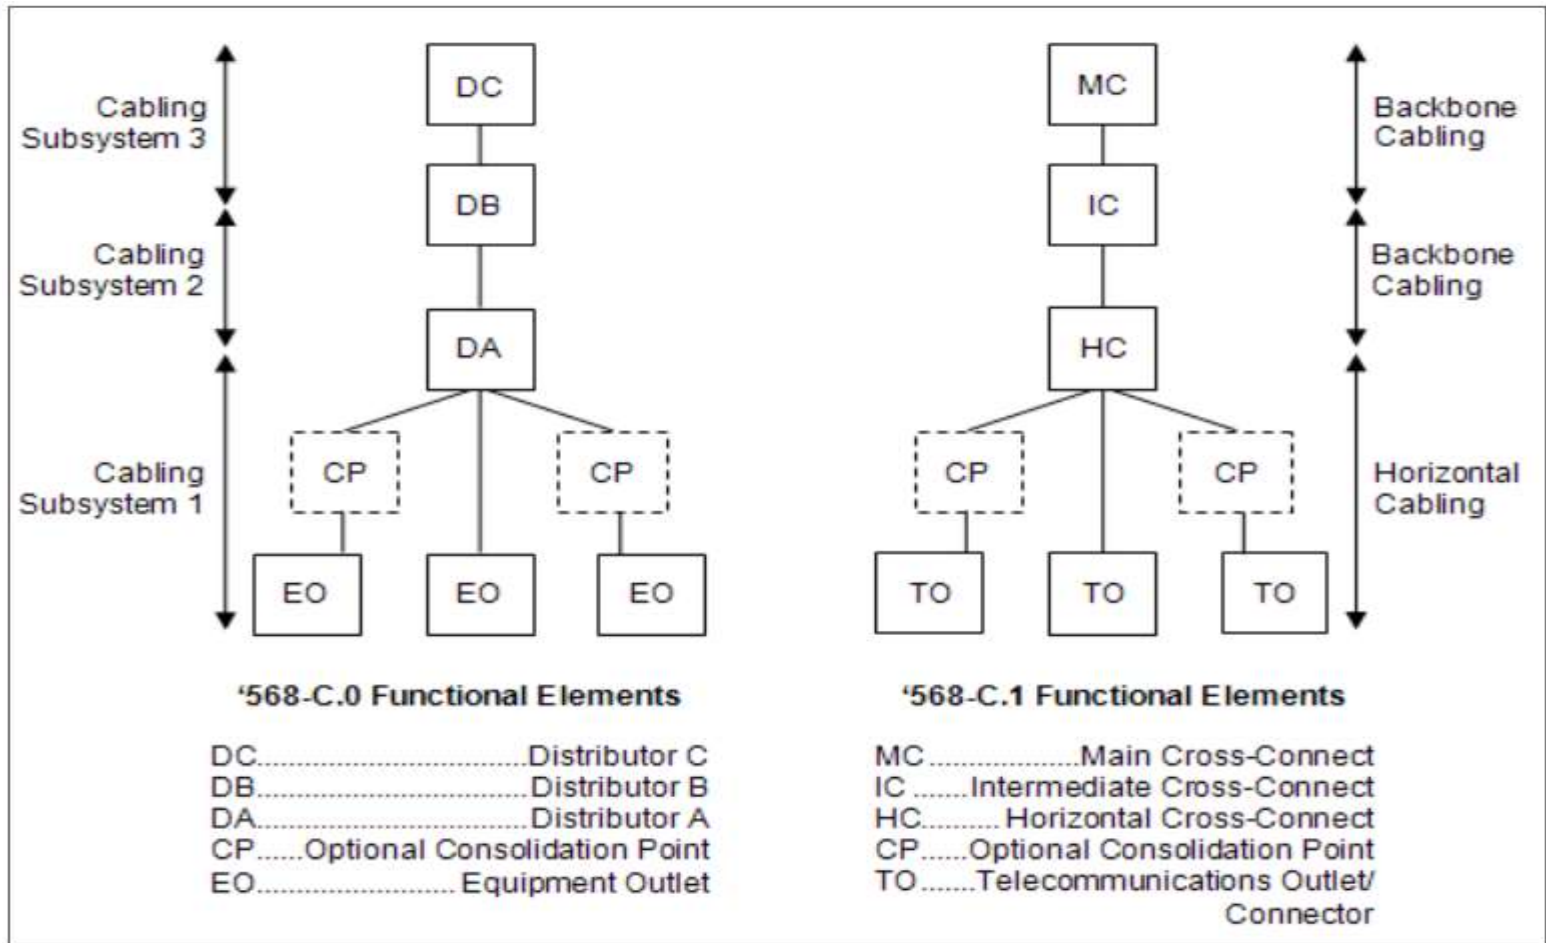 Cabling
Subsystem 3
Cabling
Subsystem 2
Cabling
Subsystem 1
DC
DB
DA
CP
CP
EO
EO
EO
‘568-C.0 Functional Elements
DC................................Distributor C
DB................................Distributor B
DA................................Distributor A
CP......Optional Consolidation Point
EO........................ Equipment Outlet
MC
IC
HC
CP
CP
TO
TO
TO
Backbone
Cabling
Backbone
Cabling
Horizontal
Cabling
‘568-C.1 Functional Elements
MC ..................Main Cross-Connect
IC .......Intermediate Cross-Connect
HC.......... Horizontal Cross-Connect
CP......Optional Consolidation Point
TO.......Telecommunications Outlet/
Connector